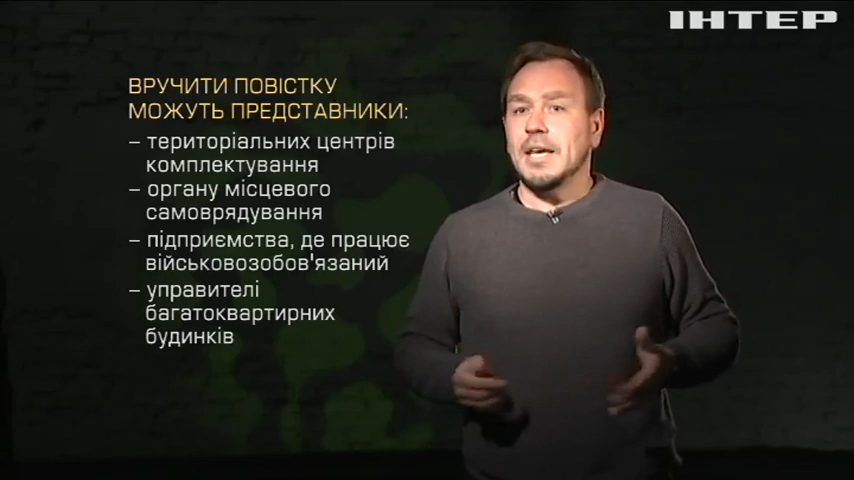 ІНТЕР
ВРУЧИТИ ПОВІСТКУ
МОЖУТЬ ПРЕДСТАВНИКИ:
– територіальних центрів
комплектування
– органу місцевого
самоврядування
– підприємства, де працює
військовозобов'язаний
– управителі
багатоквартирних
будинків